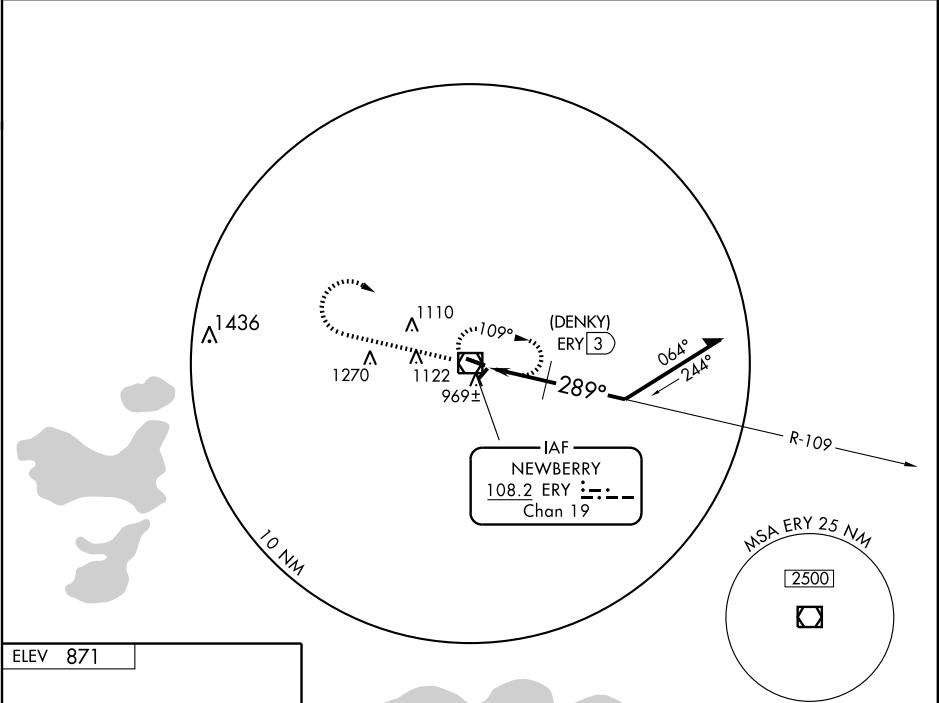 1436
1110
1270
1122
969±
109°
(DENKY)
ERY 3
289°
064°
244°
R-109
IAF
NEWBERRY
108.2 ERY
Chan 19
10 NM
MSA ERY 25 NM
2500
ELEV 871